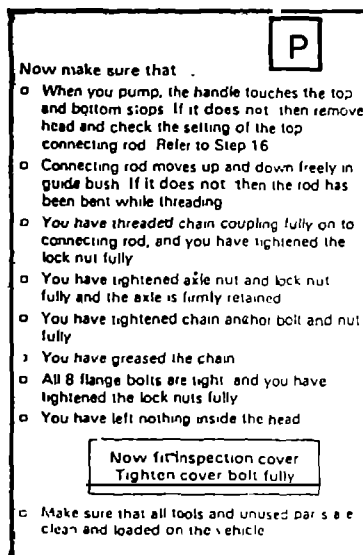 P
Now make sure that
When you pump, the handle touches the top
and bottom stops If it does not then remove
head and check the setting of the top
connecting rod Refer to Step 16
Connecting rod moves up and down freely in
guide bush If it does not then the rod has
been bent while threading
You have threaded chain coupling fully on to
connecting rod, and you have tightened the
lock nut fully
You have tightened axle nut and lock nut
fully and the axle is firmly retained
You have tightened chain anchor bolt and nut
fully
You have greased the chain
All 8 flange bolts are tight and you have
tightened the lock nuts fully
You have left nothing inside the head
Now fit inspection cover
Tighten cover bolt fully
Make sure that all tools and unused par s a e
clean and loaded on the vehicle